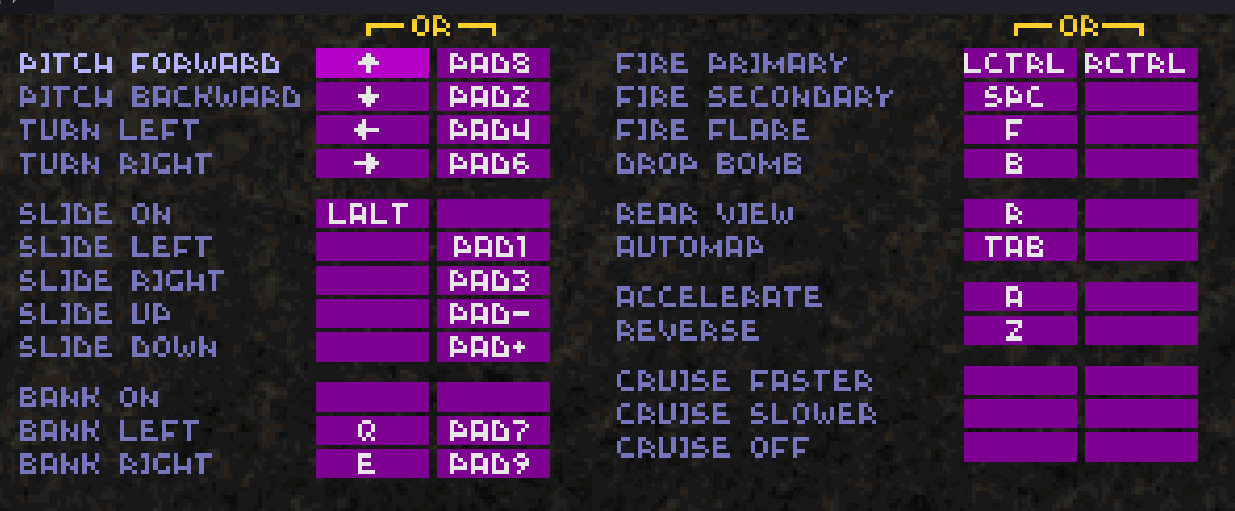 OR
PITCH FORWARD ↑ PAD8
PITCH BACKWARD ↓ PAD2
TURN LEFT ← PAD4
TURN RIGHT → PAD6
SLIDE ON LALT
SLIDE LEFT PAD1
SLIDE RIGHT PAD3
SLIDE UP PAD-
SLIDE DOWN PAD+
BANK ON
BANK LEFT Q PAD7
BANK RIGHT E PAD9
OR
FIRE PRIMARY LCTRL RCTRL
FIRE SECONDARY SPC
FIRE FLARE F
DROP BOMB B
REAR VIEW R
AUTOMAP TAB
ACCELERATE A
REVERSE Z
CRUISE FASTER
CRUISE SLOWER
CRUISE OFF